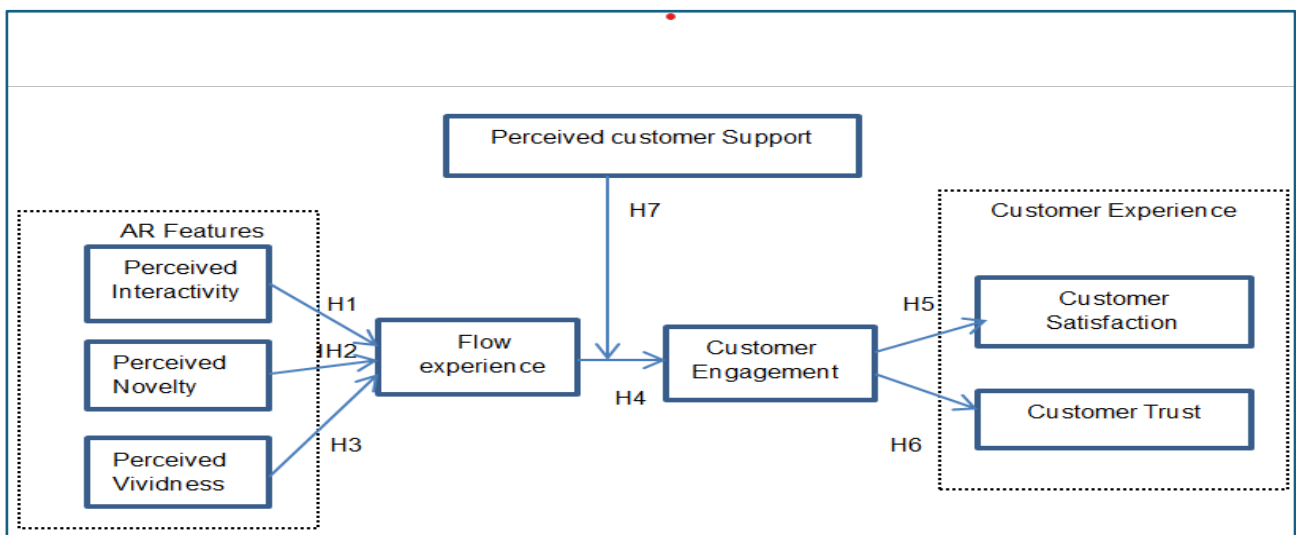 Perceived customer Support
H7
AR Features
Perceived
Interactivity
H1
Perceived
Novelty
IH2
Perceived
Vividness
H3
Flow
experience
H4
Customer
Engagement
H5
H6
Customer Experience
Customer
Satisfaction
Customer Trust